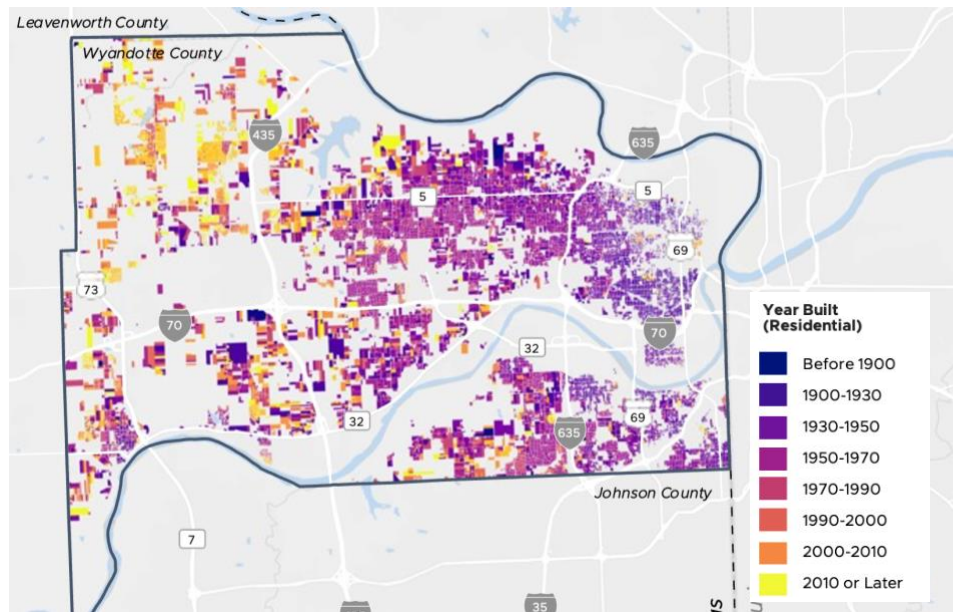 Leavenworth County
Wyandotte County
435
635
5
5
69
73
70
70
32
32
69
635
Johnson County
7
35
Year Built
(Residential)
Before 1900
1900-1930
1930-1950
1950-1970
1970-1990
1990-2000
2000-2010
2010 or Later